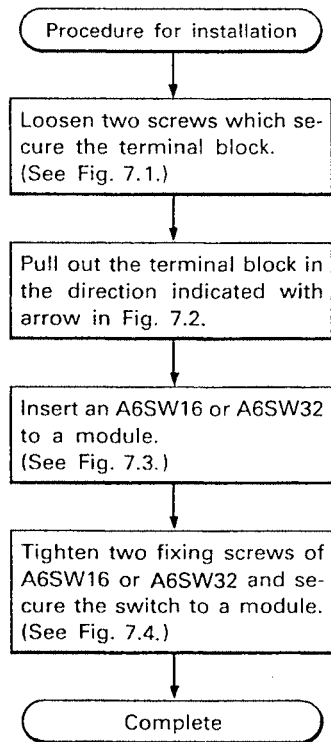 Procedure for installation
Loosen two screws which se-
cure the terminal block.
(See Fig. 7.1.)
Pull out the terminal block in
the direction indicated with
arrow in Fig. 7.2.
Insert an A6SW16 or A6SW32
to a module.
(See Fig. 7.3.)
Tighten two fixing screws of
A6SW16 or A6SW32 and se-
cure the switch to a module.
(See Fig. 7.4.)
Complete